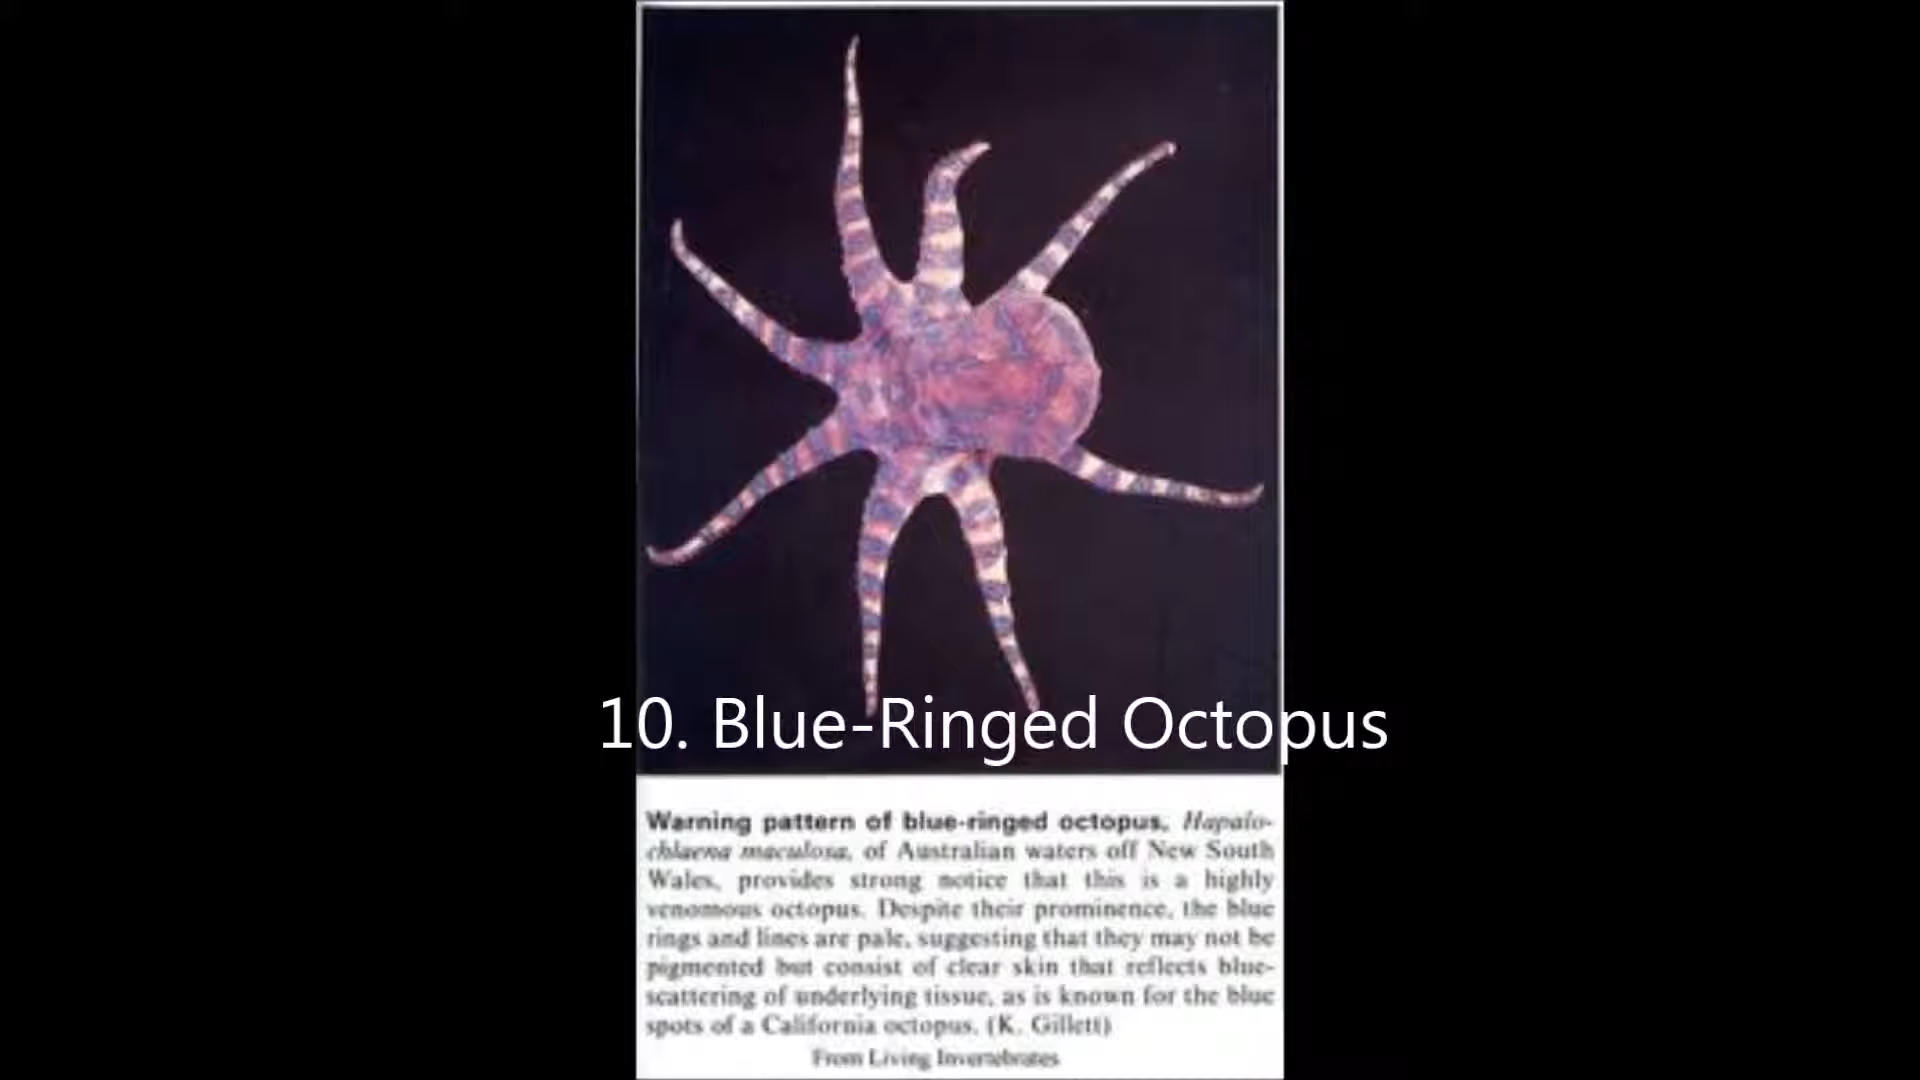 10. Blue-Ringed Octopus
Warning pattern of blue-ringed octopus, Hapalo-
chlaena maculosa, of Australian waters off New South
Wales, provides strong notice that this is a highly
venomous octopus. Despite their prominence, the blue
rings and lines are pale, suggesting that they may not be
pigmented but consist of clear skin that reflects blue-
scattering of underlying tissue, as is known for the blue
spots of a California octopus. (K. Gillett)
From Living Invertebrates